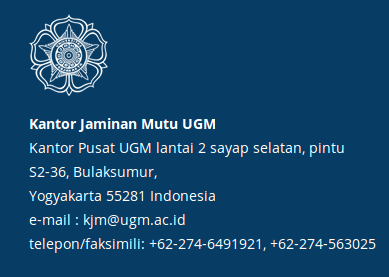 Kantor Jaminan Mutu UGM
Kantor Pusat UGM lantai 2 sayap selatan, pintu
S2-36, Bulaksumur,
Yogyakarta 55281 Indonesia
e-mail : kjm@ugm.ac.id
telepon/faksimili: +62-274-6491921, +62-274-563025